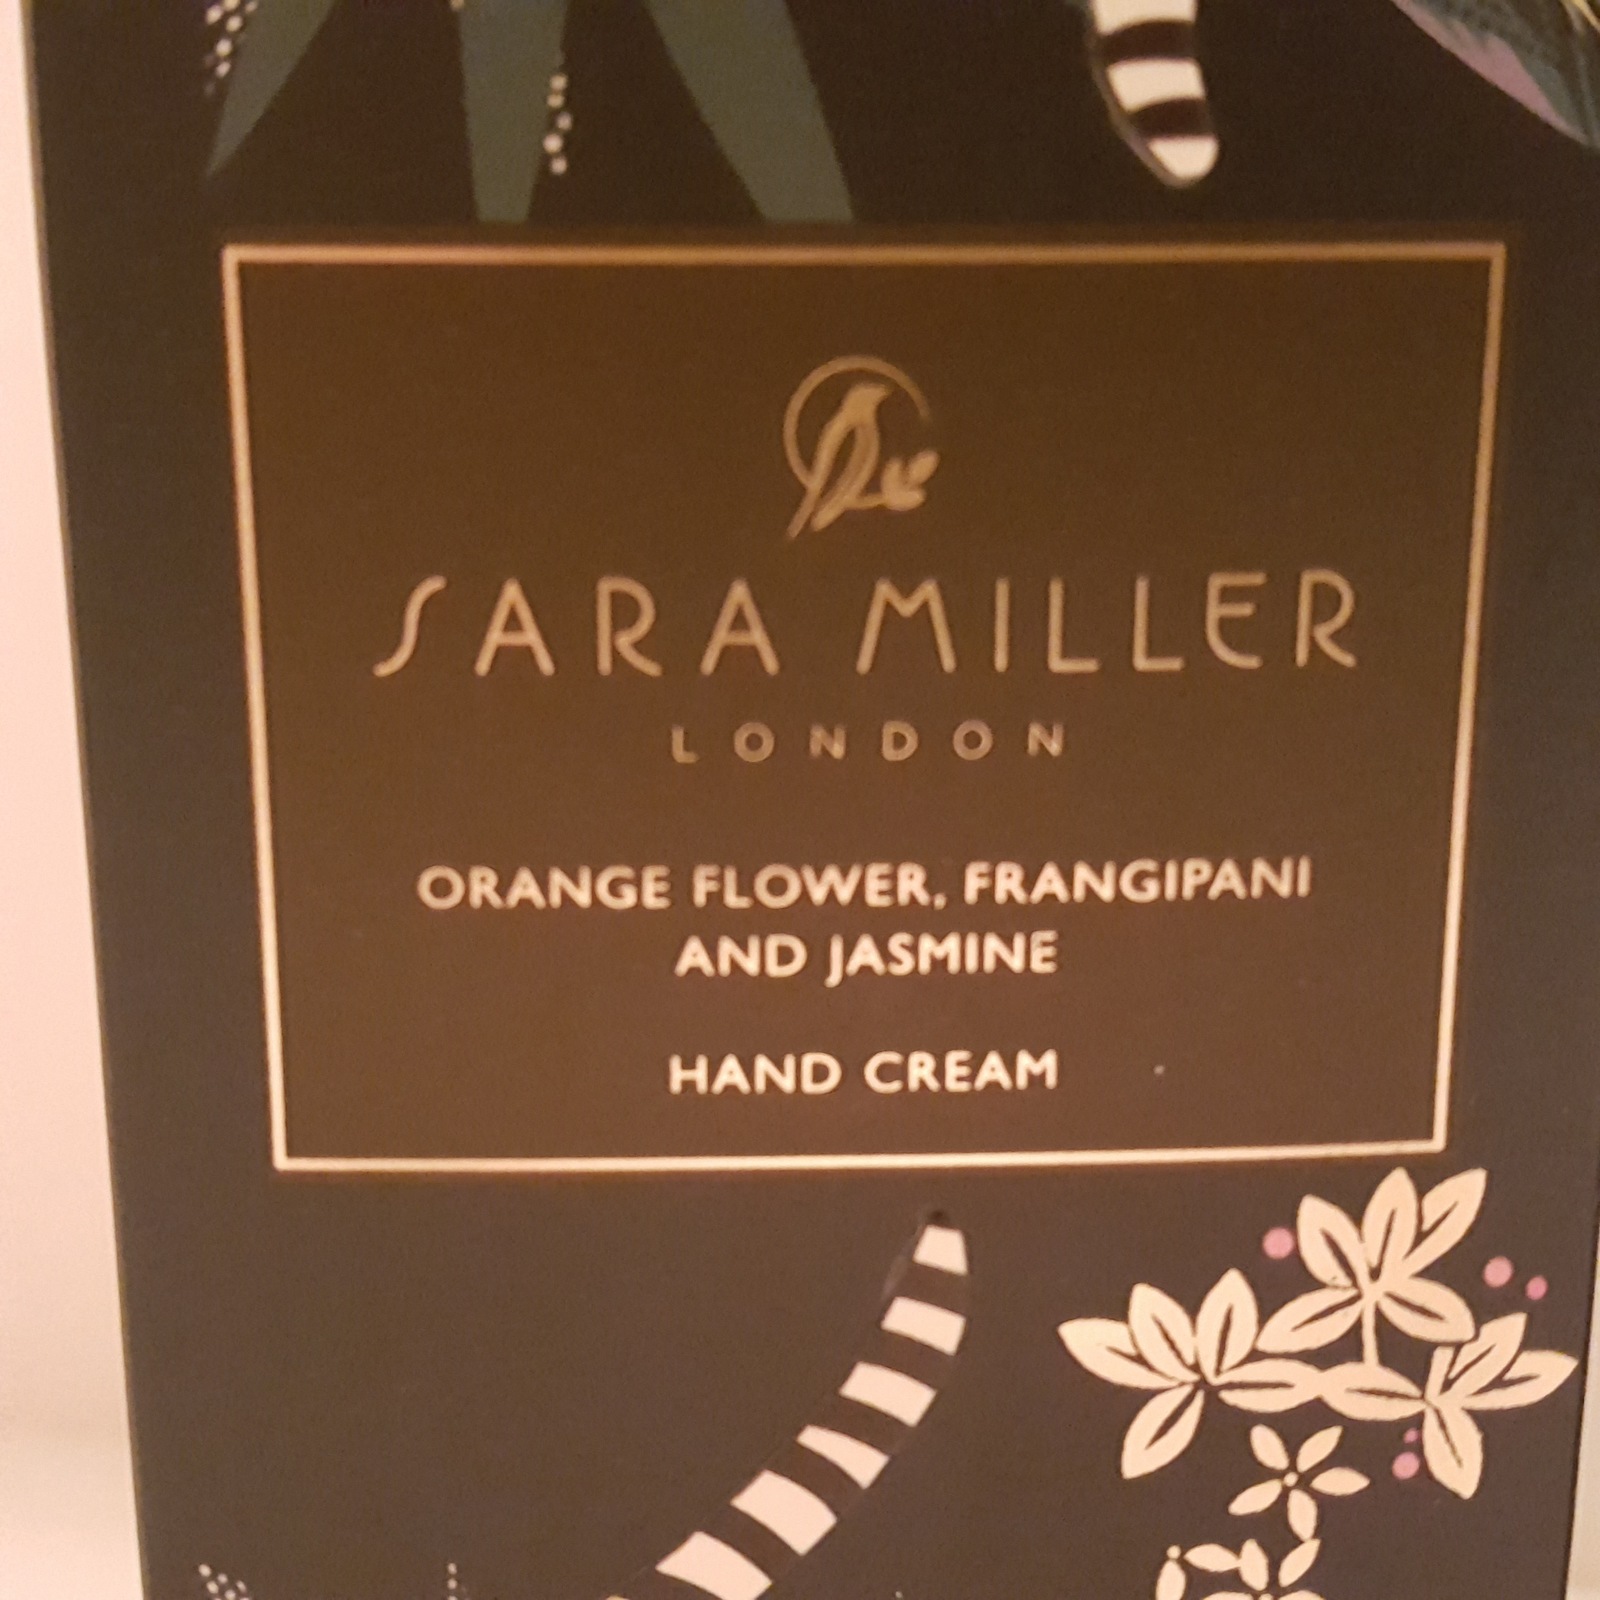 SARA MILLER
LONDON
ORANGE FLOWER, FRANGIPANI
AND JASMINE
HAND CREAM